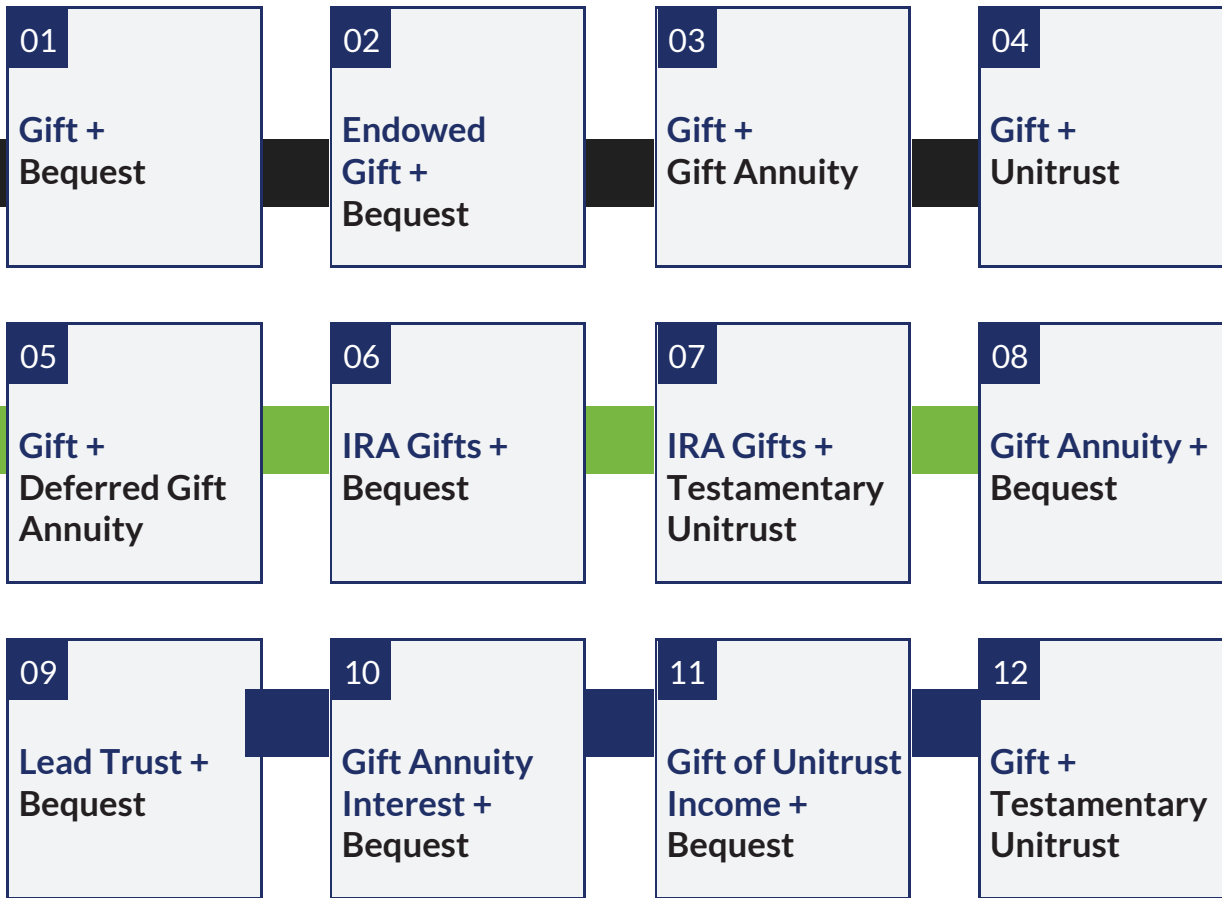 01
Gift +
Bequest
02
Endowed
Gift +
Bequest
03
Gift +
Gift Annuity
04
Gift +
Unitrust
05
Gift +
Deferred Gift
Annuity
06
IRA Gifts +
Bequest
07
IRA Gifts +
Testamentary
Unitrust
08
Gift Annuity +
Bequest
09
Lead Trust +
Bequest
10
Gift Annuity
Interest +
Bequest
11
Gift of Unitrust
Income +
Bequest
12
Gift +
Testamentary
Unitrust